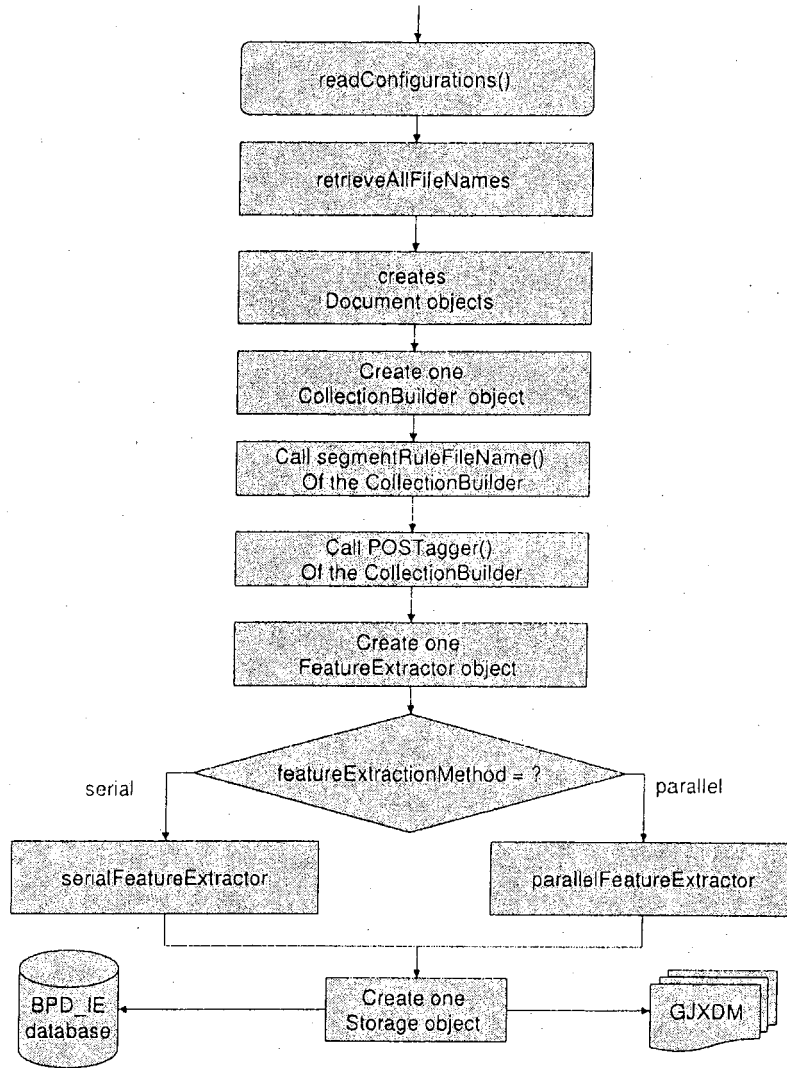 readConfigurations()
retrieveAllFileNames
creates
Document objects
Create one
CollectionBuilder object
Call segmentRuleFileName()
Of the CollectionBuilder
Call POSTagger()
Of the CollectionBuilder
Create one
FeatureExtractor object
featureExtractionMethod = ?
serial
parallel
serialFeatureExtractor
parallelFeatureExtractor
BPD_IE
database
Create one
Storage object
GJXDM